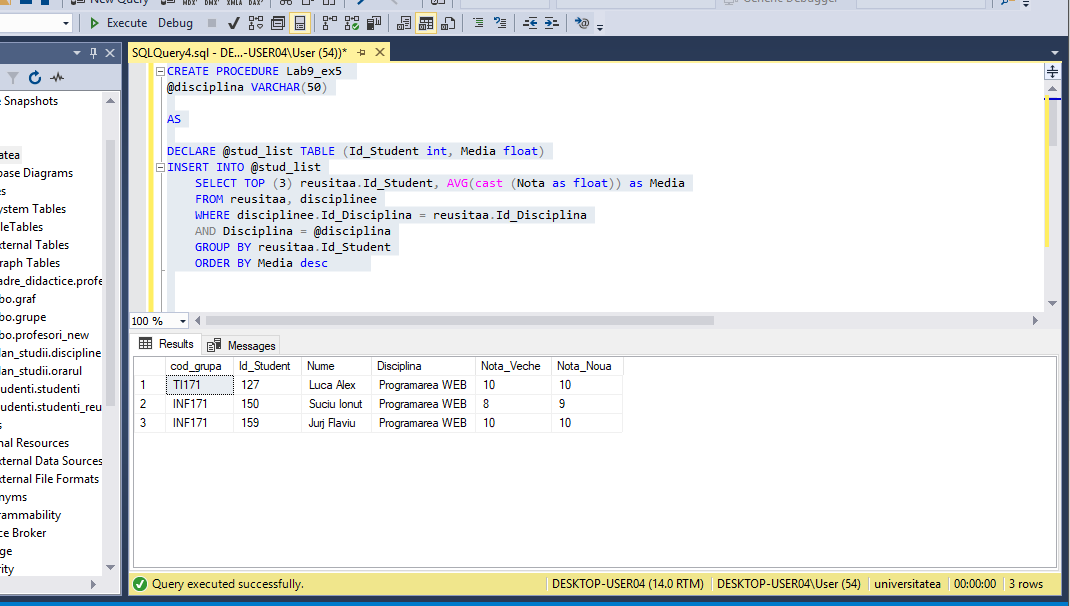 New Query
MDX DMX XMLA DAX
Execute Debug
SQLQuery4.sql - DE...-USER04\User (54))*
Snapshots
CREATE PROCEDURE Lab9_ex5
@disciplina VARCHAR(50)
AS
DECLARE @stud_list TABLE (Id_Student int, Media float)
INSERT INTO @stud_list
SELECT TOP (3) reusitaa.Id_Student, AVG(cast (Nota as float)) as Media
FROM reusitaa, disciplinee
WHERE disciplinee.Id_Disciplina = reusitaa.Id_Disciplina
AND Disciplina = @disciplina
GROUP BY reusitaa.Id_Student
ORDER BY Media desc
atea
base Diagrams
es
ystem Tables
leTables
xternal Tables
raph Tables
adre_didactice.profe
bo.graf
bo.grupe
bo.profesori_new
lan_studii.discipline
lan_studii.orarul
tudenti.studenti
tudenti.studenti_reu
s
nal Resources
xternal Data Sources
xternal File Formats
nyms
rammability
ce Broker
ge
rity
100 %
Results Messages
cod_grupa Id_Student Nume Disciplina Nota_Veche Nota_Noua
1 TI171 127 Luca Alex Programarea WEB 10 10
2 INF171 150 Suciu Ionut Programarea WEB 8 9
3 INF171 159 Jurj Flaviu Programarea WEB 10 10
Query executed successfully.
DESKTOP-USER04 (14.0 RTM) DESKTOP-USER04\User (54) universitatea 00:00:00 3 rows